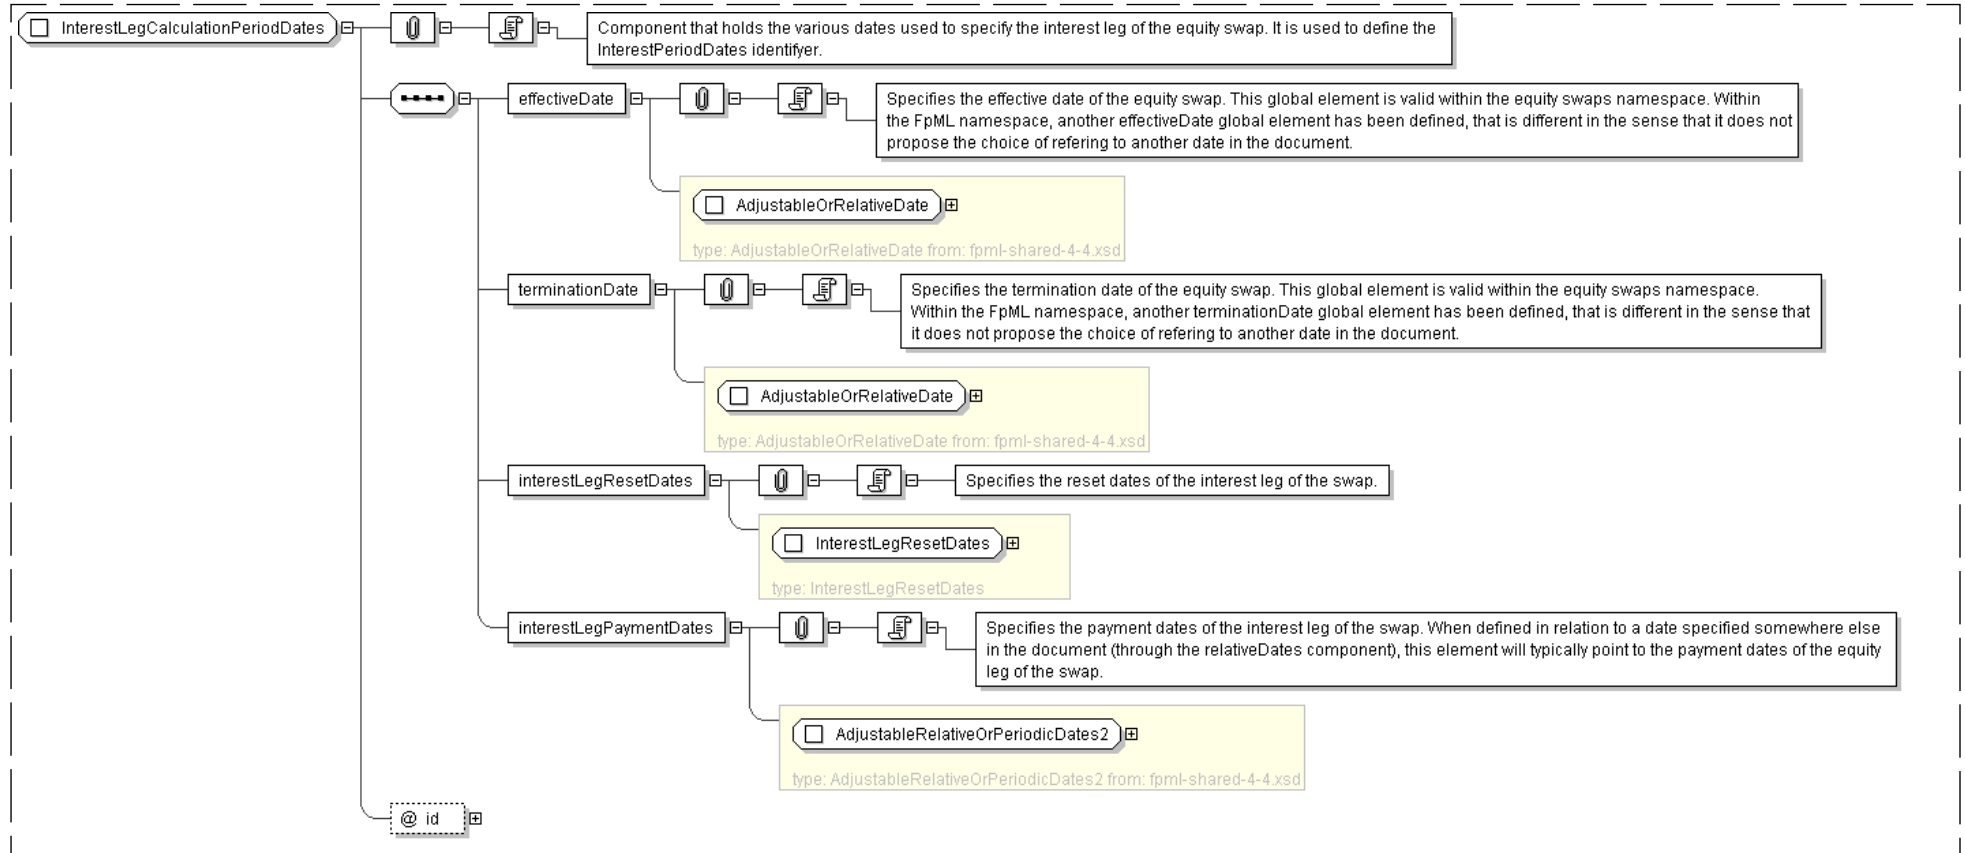 InterestLegCalculationPeriodDates
Component that holds the various dates used to specify the interest leg of the equity swap. It is used to define the
InterestPeriodDates identifyer.
effectiveDate
Specifies the effective date of the equity swap. This global element is valid within the equity swaps namespace. Within
the FpML namespace, another effectiveDate global element has been defined, that is different in the sense that it does not
propose the choice of refering to another date in the document.
AdjustableOrRelativeDate
type: AdjustableOrRelativeDate from: fpml-shared-4-4.xsd
terminationDate
Specifies the termination date of the equity swap. This global element is valid within the equity swaps namespace.
Within the FpML namespace, another terminationDate global element has been defined, that is different in the sense that
it does not propose the choice of refering to another date in the document.
AdjustableOrRelativeDate
type: AdjustableOrRelativeDate from: fpml-shared-4-4.xsd
interestLegResetDates
Specifies the reset dates of the interest leg of the swap.
InterestLegResetDates
type: InterestLegResetDates
interestLegPaymentDates
Specifies the payment dates of the interest leg of the swap. When defined in relation to a date specified somewhere else
in the document (through the relativeDates component), this element will typically point to the payment dates of the equity
leg of the swap.
AdjustableRelativeOrPeriodicDates2
type: AdjustableRelativeOrPeriodicDates2 from: fpml-shared-4-4.xsd
@ id